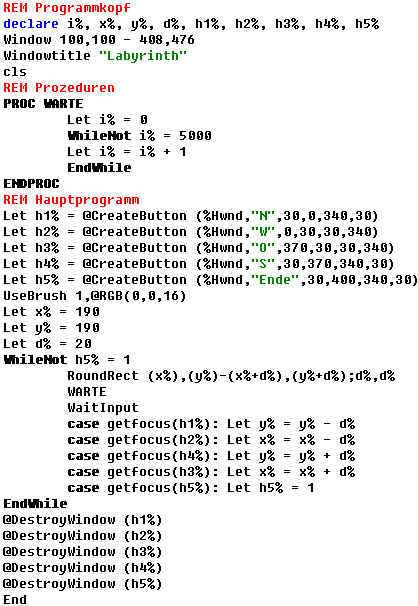 REM Programmkopf
declare i%, x%, y%, d%, h1%, h2%, h3%, h4%, h5%
Window 100,100 - 408,476
Windowtitle "Labyrinth"
cls
REM Prozeduren
PROC WARTE
Let i% = 0
WhileNot i% = 5000
Let i% = i% + 1
EndWhile
ENDPROC
REM Hauptprogramm
Let h1% = @CreateButton (%Hwnd,"N",30,0,340,30)
Let h2% = @CreateButton (%Hwnd,"W",0,30,30,340)
Let h3% = @CreateButton (%Hwnd,"O",370,30,30,340)
Let h4% = @CreateButton (%Hwnd,"S",30,370,340,30)
Let h5% = @CreateButton (%Hwnd,"Ende",30,400,340,30)
UseBrush 1,@RGB(0,0,16)
Let x% = 190
Let y% = 190
Let d% = 20
WhileNot h5% = 1
RoundRect (x%),(y%)-(x%+d%),(y%+d%);d%,d%
WARTE
WaitInput
case getfocus(h1%): Let y% = y% - d%
case getfocus(h2%): Let x% = x% - d%
case getfocus(h4%): Let y% = y% + d%
case getfocus(h3%): Let x% = x% + d%
case getfocus(h5%): Let h5% = 1
EndWhile
@DestroyWindow (h1%)
@DestroyWindow (h2%)
@DestroyWindow (h3%)
@DestroyWindow (h4%)
@DestroyWindow (h5%)
End